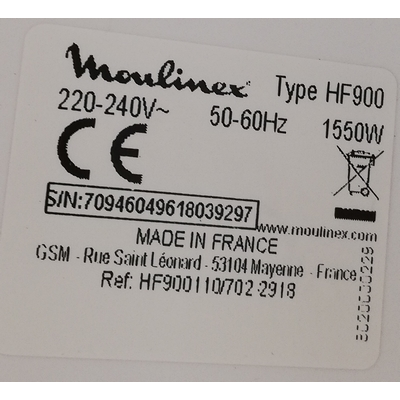 Moulinex Type HF900
220-240V~ 50-60Hz 1550W
CE
S/N:70946049618039297
www.moulinex.com
MADE IN FRANCE
GSM - Rue Saint Léonard - 53104 Mayenne - France
Ref: HF900110/702-2918
8020000229